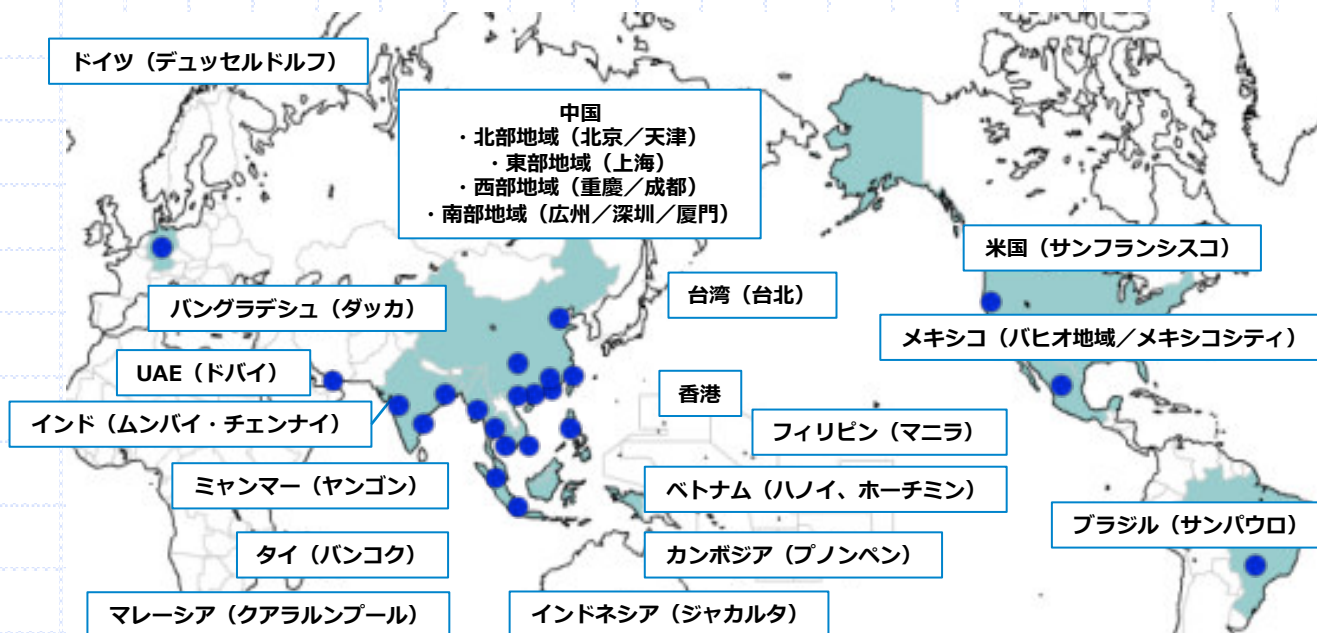 ドイツ（デュッセルドルフ）
中国
・北部地域（北京／天津）
・東部地域（上海）
・西部地域（重慶／成都）
・南部地域（広州／深圳／厦門）
米国（サンフランシスコ）
台湾（台北）
バングラデシュ（ダッカ）
メキシコ（バヒオ地域／メキシコシティ）
UAE（ドバイ）
香港
インド（ムンバイ・チェンナイ）
フィリピン（マニラ）
ミャンマー（ヤンゴン）
ベトナム（ハノイ、ホーチミン）
ブラジル（サンパウロ）
タイ（バンコク）
カンボジア（プノンペン）
マレーシア（クアラルンプール）
インドネシア（ジャカルタ）